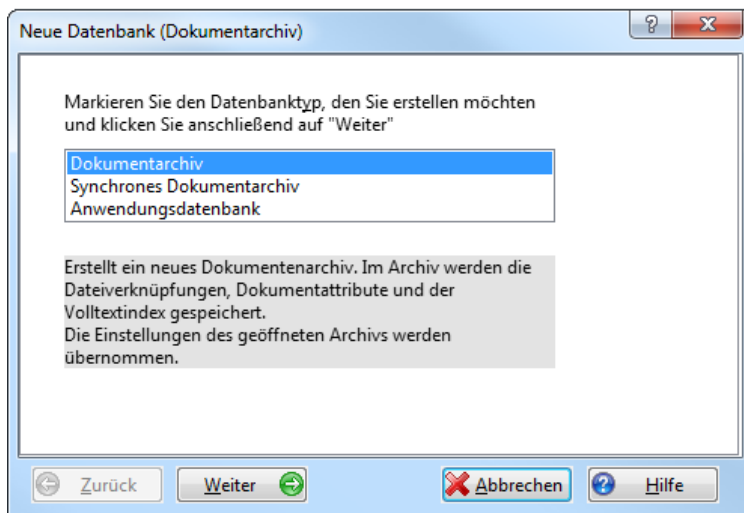 Neue Datenbank (Dokumentarchiv)
Markieren Sie den Datenbanktyp, den Sie erstellen möchten
und klicken Sie anschließend auf "Weiter"
Dokumentarchiv
Synchrones Dokumentarchiv
Anwendungsdatenbank
Erstellt ein neues Dokumentenarchiv. Im Archiv werden die
Dateiverknüpfungen, Dokumentattribute und der
Volltextindex gespeichert.
Die Einstellungen des geöffneten Archivs werden
übernommen.
Zurück Weiter Abbrechen Hilfe